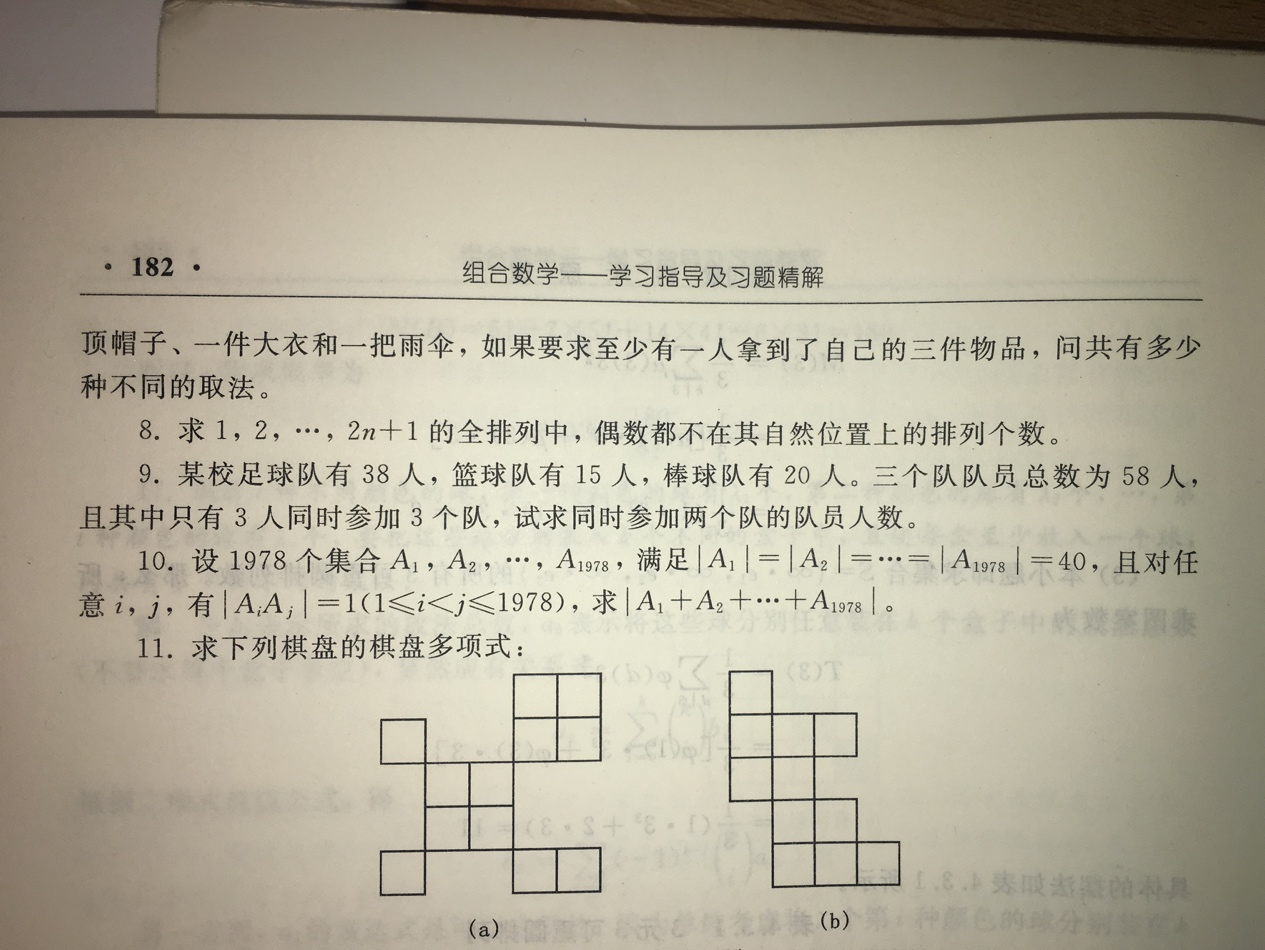 · 182 ·
组合数学——学习指导及习题精解
顶帽子、一件大衣和一把雨伞，如果要求至少有一人拿到了自己的三件物品，问共有多少
种不同的取法。
8. 求 1, 2, …, 2n+1 的全排列中，偶数都不在其自然位置上的排列个数。
9. 某校足球队有 38 人，篮球队有 15 人，棒球队有 20 人。三个队队员总数为 58 人，
且其中只有 3 人同时参加 3 个队，试求同时参加两个队的队员人数。
10. 设 1978 个集合 A₁, A₂, …, A₁₉₇₈, 满足|A₁|=|A₂|=…=|A₁₉₇₈|=40, 且对任
意 i, j, 有|AᵢAⱼ|=1(1≤i<j≤1978), 求|A₁+A₂+…+A₁₉₇₈|。
11. 求下列棋盘的棋盘多项式：
(a) (b)